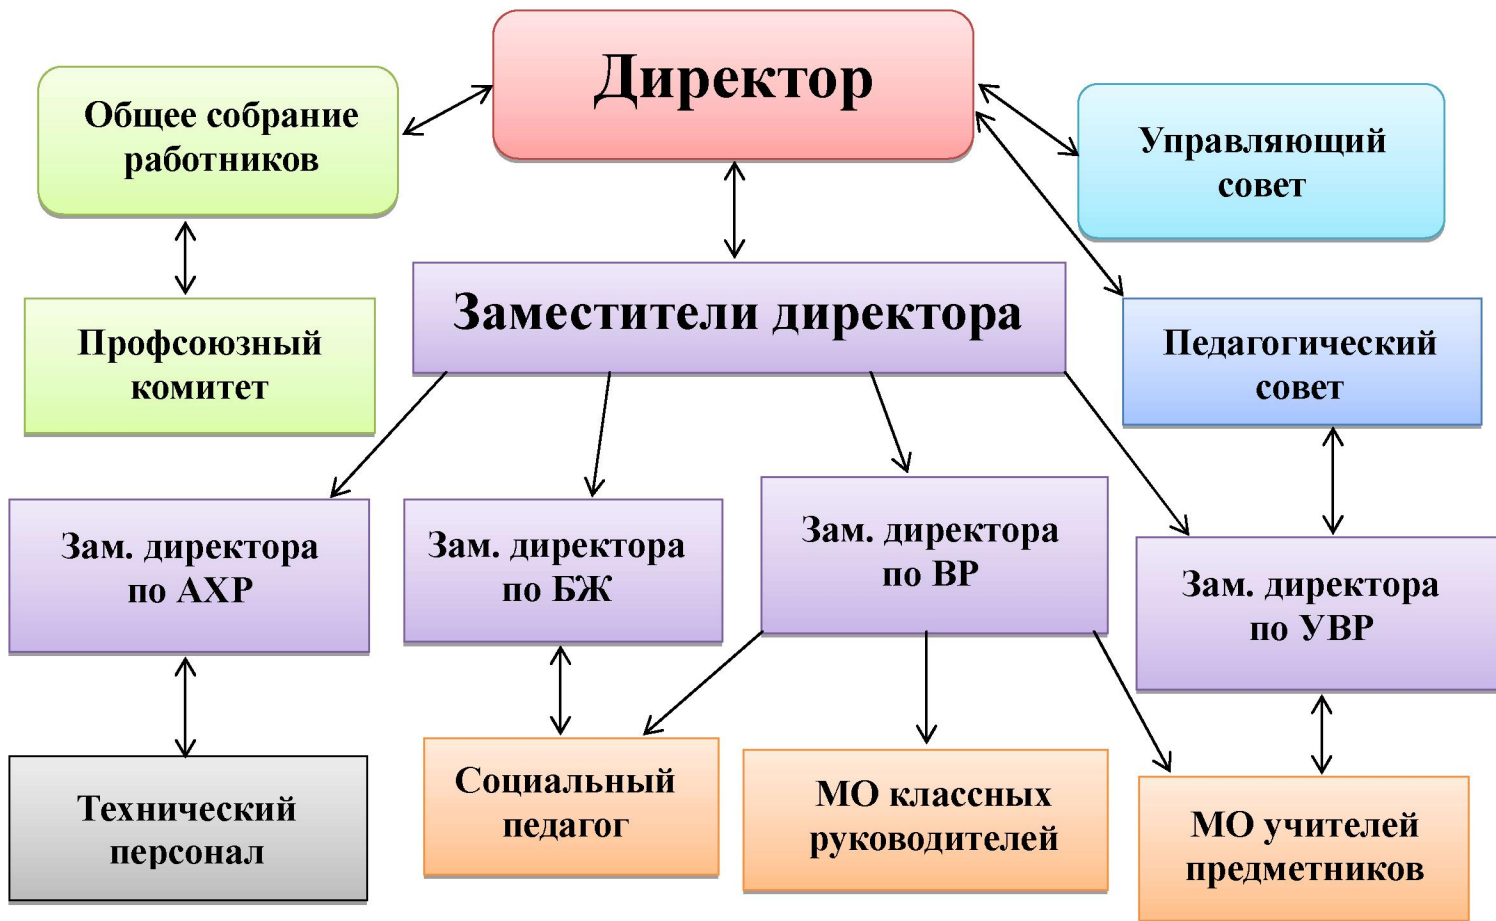 Директор
Общее собрание
работников
Управляющий
совет
Заместители директора
Профсоюзный
комитет
Педагогический
совет
Зам. директора
по АХР
Зам. директора
по БЖ
Зам. директора
по ВР
Зам. директора
по УВР
Технический
персонал
Социальный
педагог
МО классных
руководителей
МО учителей
предметников